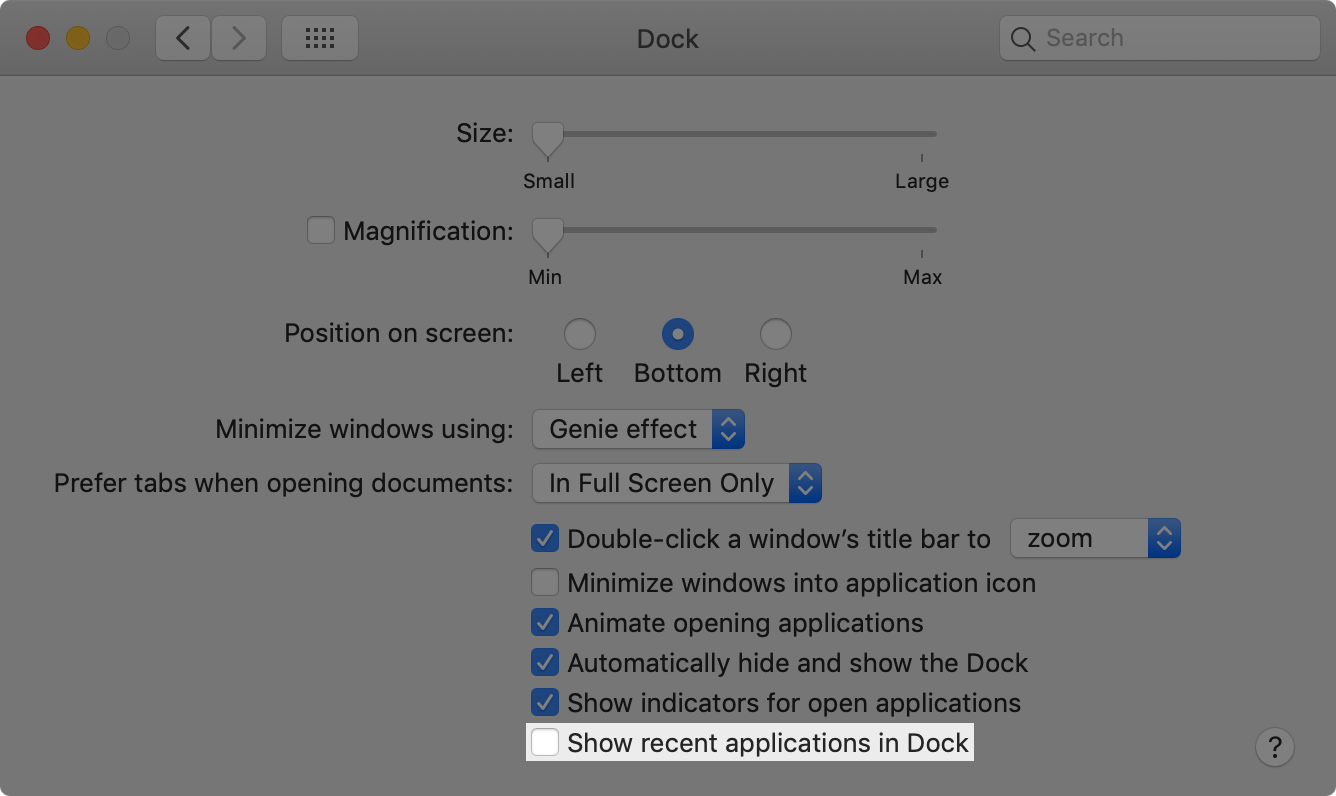 Dock
Search
Size:
Small Large
Magnification:
Min Max
Position on screen:
Left Bottom Right
Minimize windows using: Genie effect
Prefer tabs when opening documents: In Full Screen Only
Double-click a window’s title bar to zoom
Minimize windows into application icon
Animate opening applications
Automatically hide and show the Dock
Show indicators for open applications
Show recent applications in Dock
?